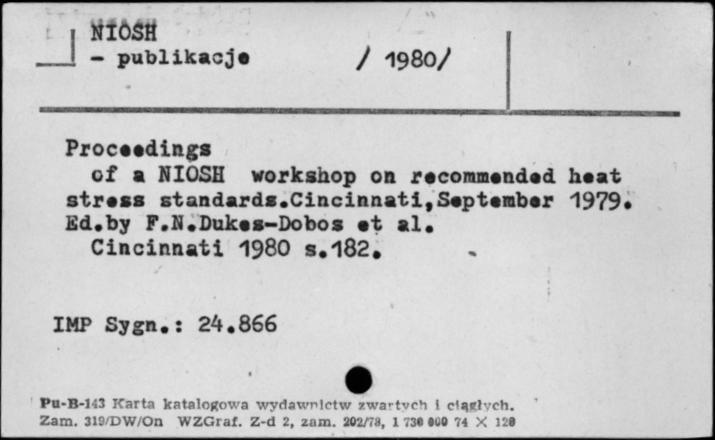 NIOSH
- publikacje / 1980/
Proceedings
of a NIOSH workshop on recommended heat
stress standards.Cincinnati,September 1979.
Ed.by F.N.Dukes-Dobos et al.
Cincinnati 1980 s.182.
IMP Sygn.: 24.866
Pu-B-143 Karta katalogowa wydawnictw zwartych i ciągłych.
Zam. 319/DW/On WZGraf. Z-d 2, zam. 202/78, 1 730 000 74 X 120